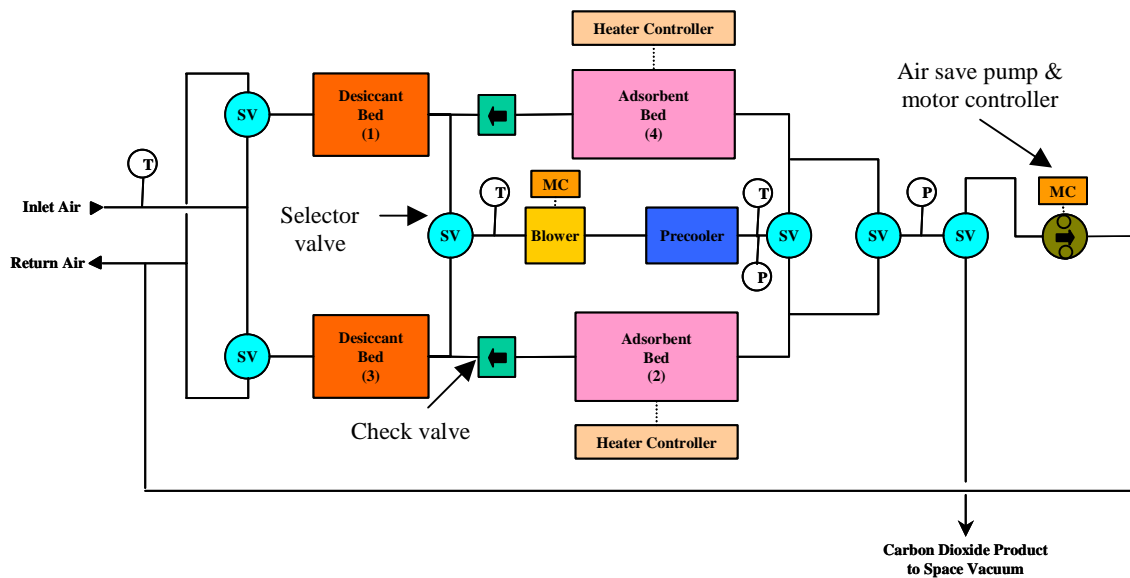 Heater Controller
Air save pump &
motor controller
Desiccant
Bed
(1)
Adsorbent
Bed
(4)
SV
T
MC
T
MC
T
P
Inlet Air
Selector
valve
SV
Blower
Precooler
SV
SV
SV
Return Air
P
Desiccant
Bed
(3)
Adsorbent
Bed
(2)
SV
Check valve
Heater Controller
Carbon Dioxide Product
to Space Vacuum